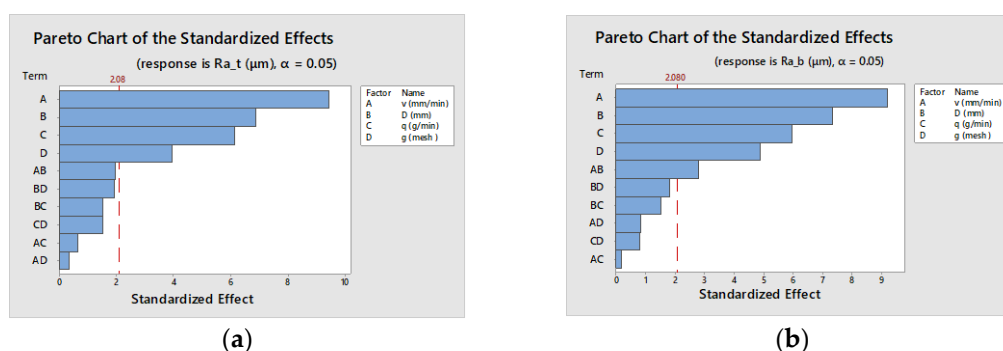 Pareto Chart of the Standardized Effects
(response is Ra_t (µm), α = 0.05)
Term
2.08
A
B
C
D
AB
BD
BC
CD
AC
AD
0 2 4 6 8 10
Standardized Effect
Factor Name
A v (mm/min)
B D (mm)
C q (g/min)
D g (mesh )
(a)
Pareto Chart of the Standardized Effects
(response is Ra_b (µm), α = 0.05)
Term
2.080
A
B
C
D
AB
BD
BC
AD
CD
AC
0 1 2 3 4 5 6 7 8 9
Standardized Effect
Factor Name
A v (mm/min)
B D (mm)
C q (g/min)
D g (mesh )
(b)